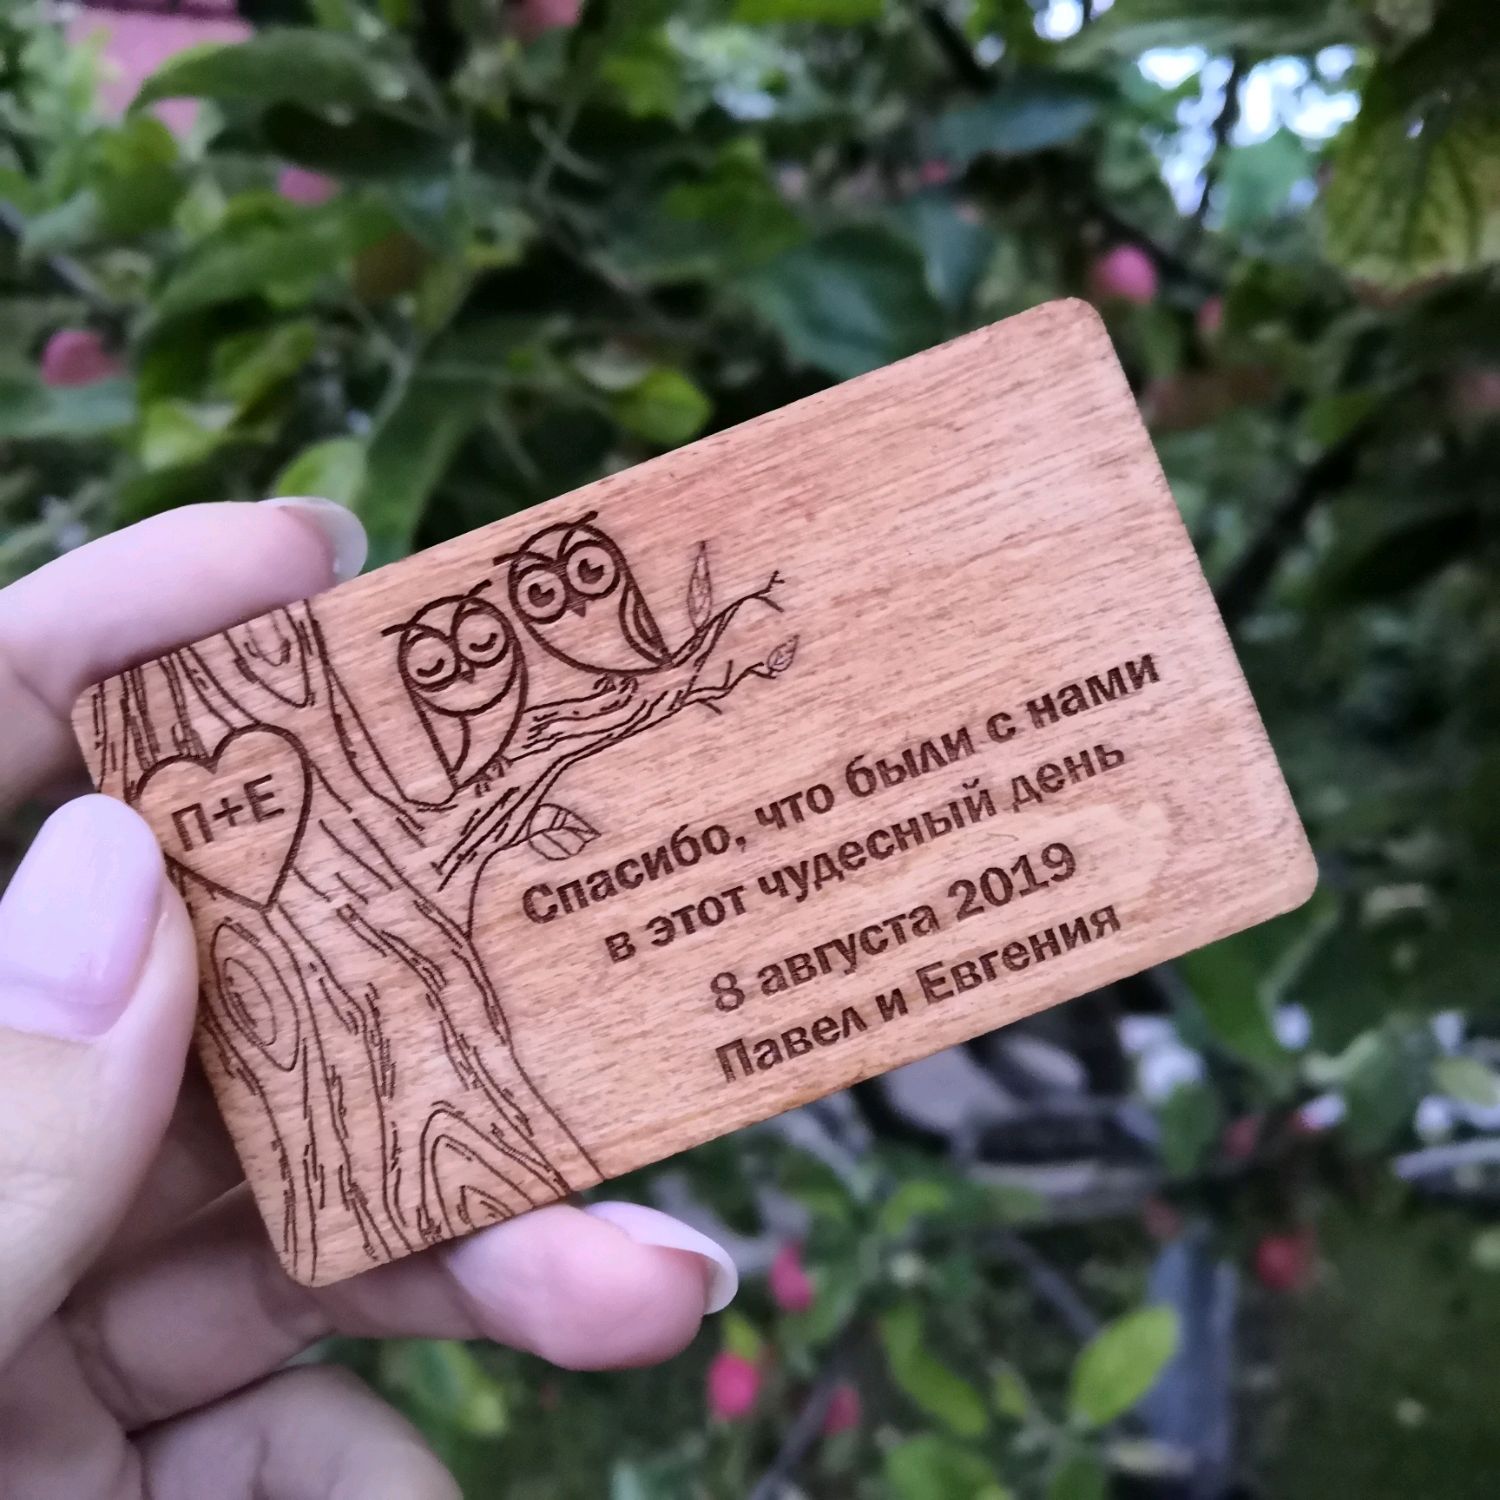 П+Е
Спасибо, что были с нами
в этот чудесный день
8 августа 2019
Павел и Евгения